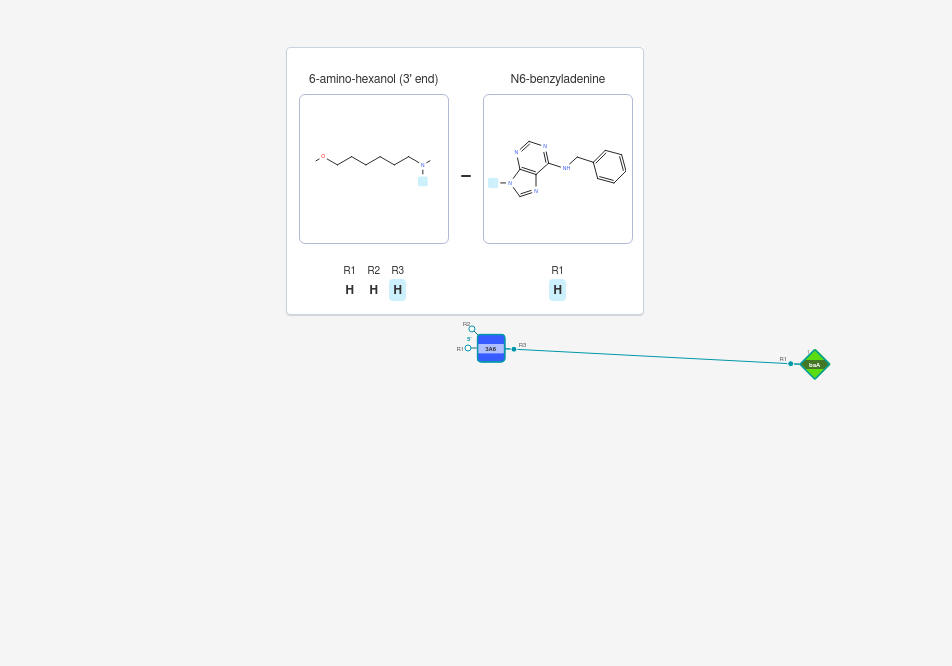 6-amino-hexanol (3' end)
N6-benzyladenine
O
N
N
N
NH
N
N
–
R1 R2 R3
R1
H H H
H
R2
5'
R1
3A6
R3
R1
1
baA